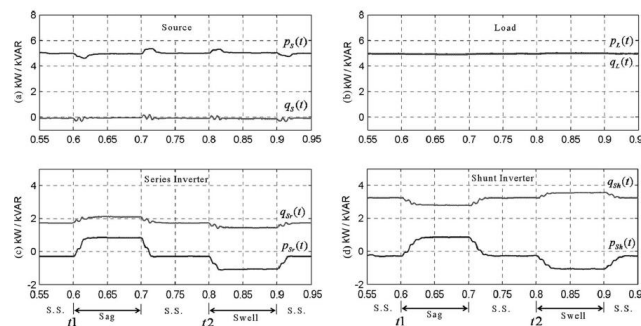 Source
(a) kW / kVAR
8
6
4
2
0
p_S(t)
q_S(t)
0.55 0.6 0.65 0.7 0.75 0.8 0.85 0.9 0.95
Load
(b) kW / kVAR
8
6
4
2
0
p_L(t)
q_L(t)
0.55 0.6 0.65 0.7 0.75 0.8 0.85 0.9 0.95
Series Inverter
(c) kW / kVAR
4
2
0
q_Sr(t)
p_Sr(t)
0.55 0.6 0.65 0.7 0.75 0.8 0.85 0.9 0.95
S.S. Sag S.S. Swell S.S.
t1 t2
Shunt Inverter
(d) kW / kVAR
4
2
0
-2
q_Sh(t)
p_Sh(t)
0.55 0.6 0.65 0.7 0.75 0.8 0.85 0.9 0.95
S.S. Sag S.S. Swell S.S.
t1 t2